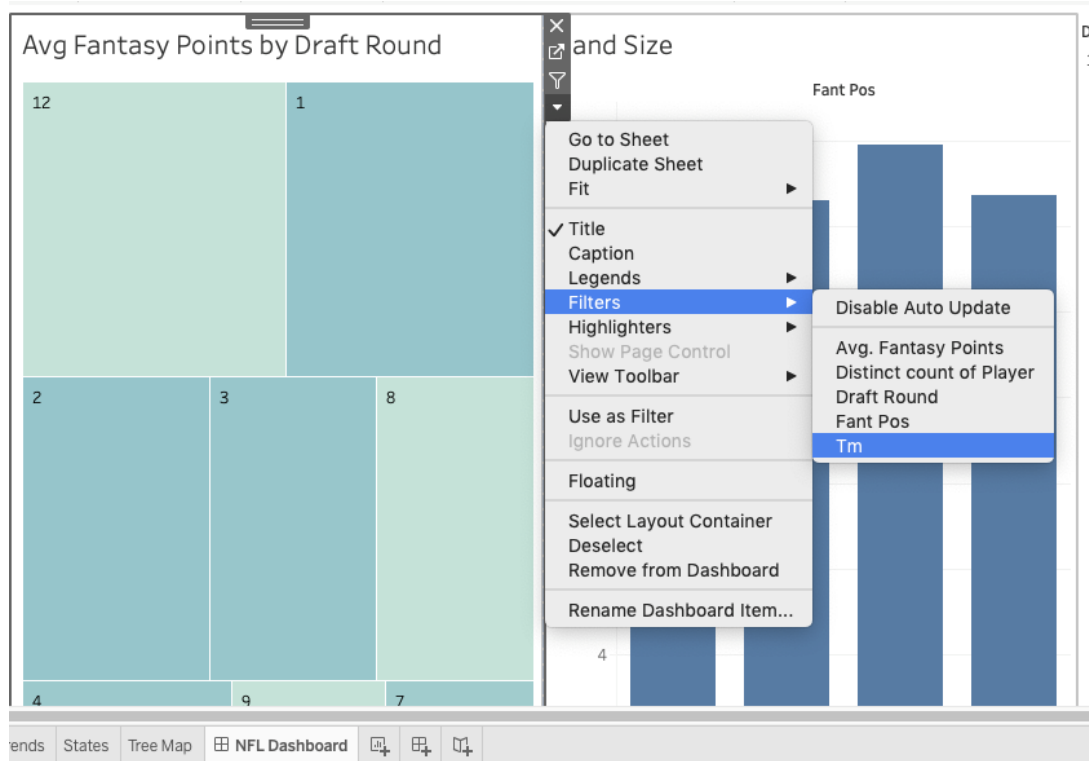 Avg Fantasy Points by Draft Round
and Size
12
1
Fant Pos
Go to Sheet
Duplicate Sheet
Fit
Title
Caption
Legends
Filters
Highlighters
Show Page Control
View Toolbar
Use as Filter
Ignore Actions
Floating
Select Layout Container
Deselect
Remove from Dashboard
Rename Dashboard Item...
Disable Auto Update
Avg. Fantasy Points
Distinct count of Player
Draft Round
Fant Pos
Tm
2
3
8
4
4
9
7
States
Tree Map
NFL Dashboard